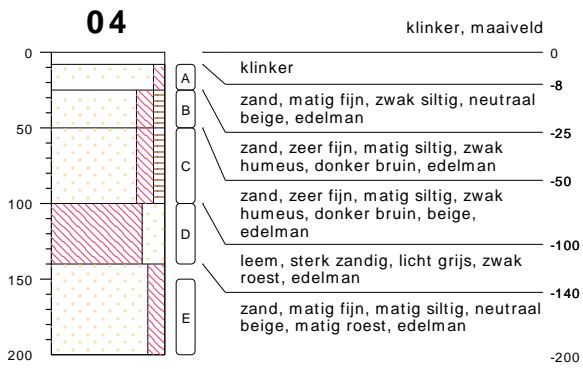 04
klinker, maaiveld
0
0
klinker
-8
A
zand, matig fijn, zwak siltig, neutraal
beige, edelman
B
-25
50
zand, zeer fijn, matig siltig, zwak
humeus, donker bruin, edelman
C
-50
zand, zeer fijn, matig siltig, zwak
humeus, donker bruin, beige,
edelman
100
-100
D
leem, sterk zandig, licht grijs, zwak
roest, edelman
150
-140
E
zand, matig fijn, matig siltig, neutraal
beige, matig roest, edelman
200
-200